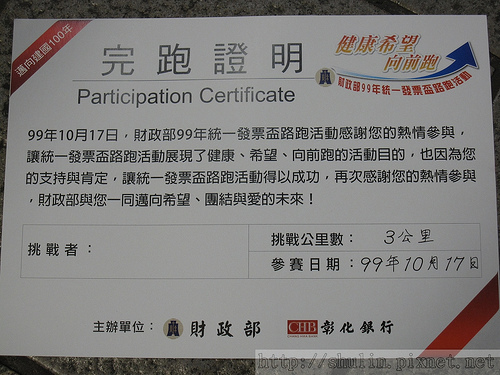 邁向建國100年
完跑證明
Participation Certificate
健康希望
向前跑
財政部99年統一發票盃路跑活動
99年10月17日，財政部99年統一發票盃路跑活動感謝您的熱情參與，
讓統一發票盃路跑活動展現了健康、希望、向前跑的活動目的，也因為您
的支持與肯定，讓統一發票盃路跑活動得以成功，再次感謝您的熱情參與
，財政部與您一同邁向希望、團結與愛的未來！
挑戰者：
挑戰公里數： 3公里
參賽日期：99年10月17日
主辦單位： 財政部 CHB 彰化銀行
http://shulin.pixnet.net